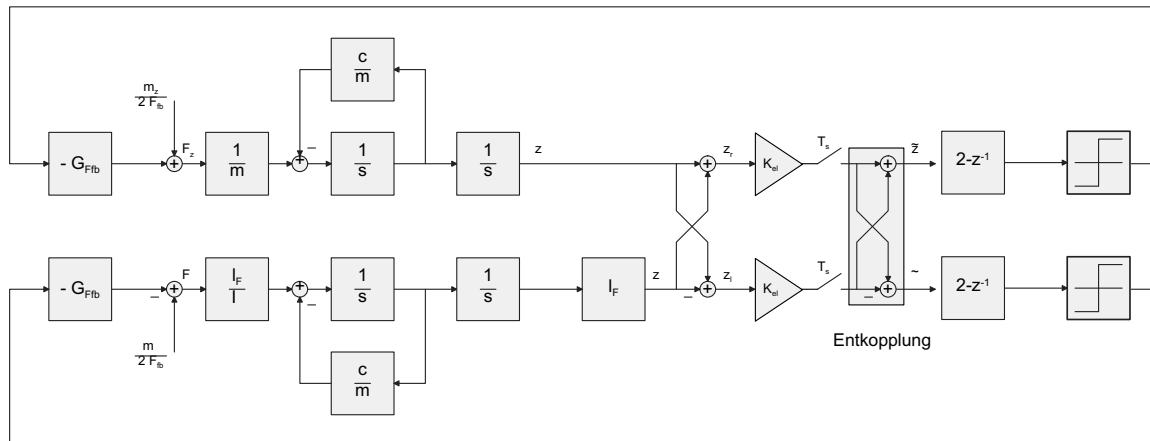 c
m
m_z
2 F_fb
- G_Ffb
F_z
1
m
1
s
1
s
z
z_r
K_el
T_s
z̃
2-z⁻¹
- G_Ffb
F
l_F
I
1
s
1
s
l_F
z
z_l
K_el
T_s
~
2-z⁻¹
m
2 F_fb
c
m
Entkopplung